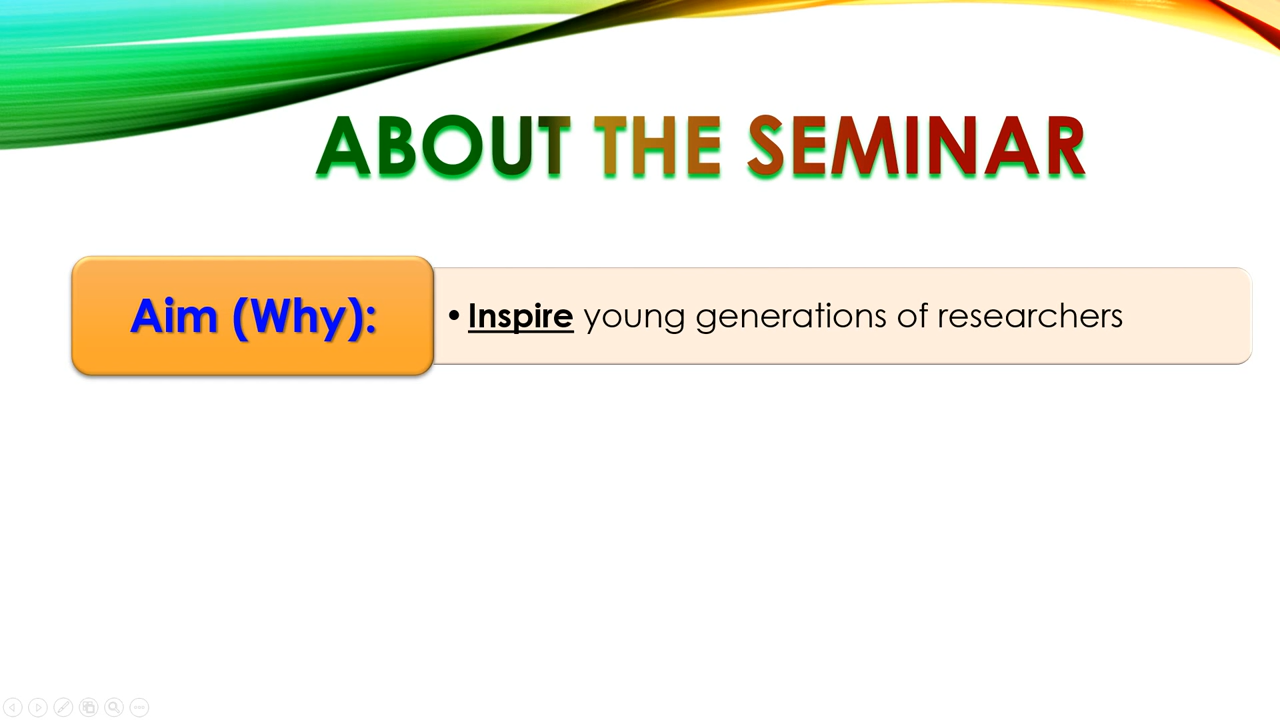 ABOUT THE SEMINAR
Aim (Why):
• Inspire young generations of researchers